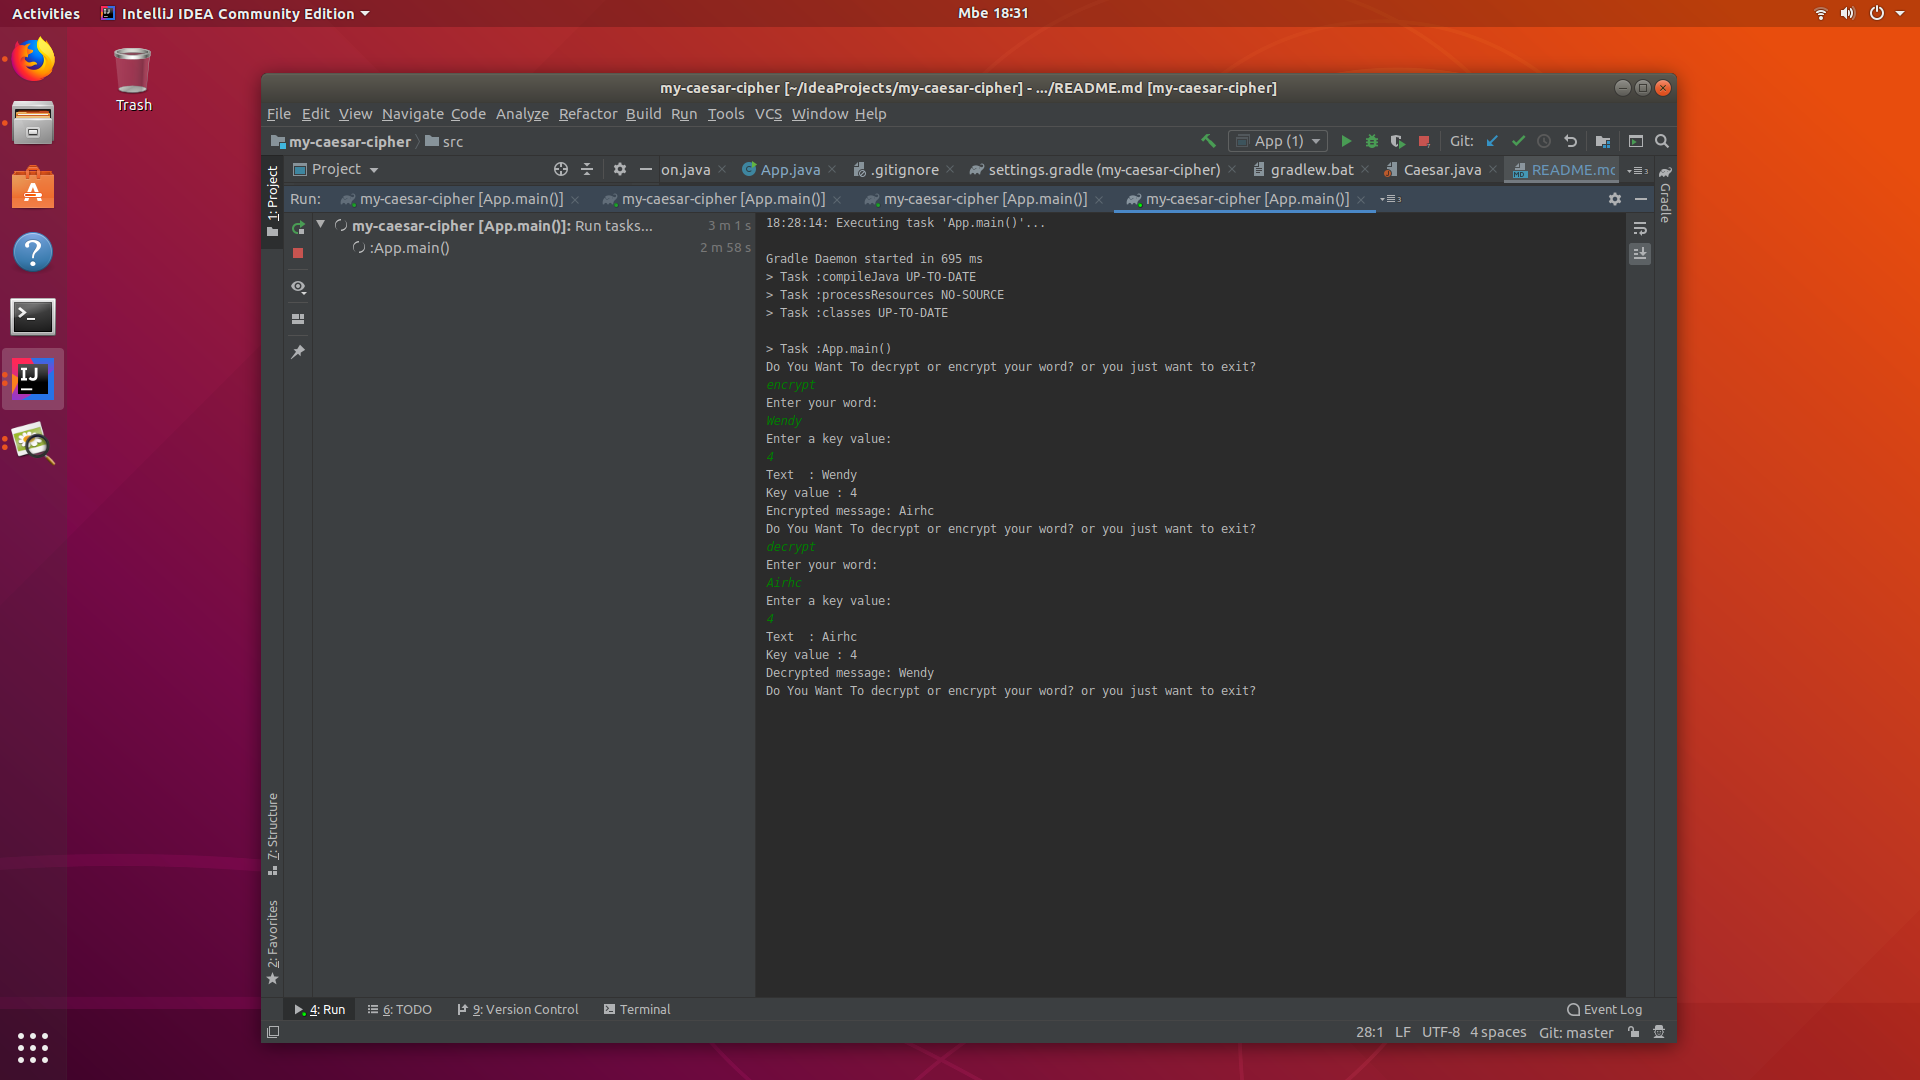 Activities
IntelliJ IDEA Community Edition
Mbe 18:31
Trash
my-caesar-cipher [~/IdeaProjects/my-caesar-cipher] - .../README.md [my-caesar-cipher]
File Edit View Navigate Code Analyze Refactor Build Run Tools VCS Window Help
my-caesar-cipher src App (1) Git:
Project on.java App.java .gitignore settings.gradle (my-caesar-cipher) gradlew.bat Caesar.java README.md
Run: my-caesar-cipher [App.main()] my-caesar-cipher [App.main()] my-caesar-cipher [App.main()] my-caesar-cipher [App.main()]
1: Project
Gradle
my-caesar-cipher [App.main()]: Run tasks... 3 m 1 s
:App.main() 2 m 58 s
18:28:14: Executing task 'App.main()'...
Gradle Daemon started in 695 ms
> Task :compileJava UP-TO-DATE
> Task :processResources NO-SOURCE
> Task :classes UP-TO-DATE
> Task :App.main()
Do You Want To decrypt or encrypt your word? or you just want to exit?
encrypt
Enter your word:
Wendy
Enter a key value:
4
Text  : Wendy
Key value : 4
Encrypted message: Airhc
Do You Want To decrypt or encrypt your word? or you just want to exit?
decrypt
Enter your word:
Airhc
Enter a key value:
4
Text  : Airhc
Key value : 4
Decrypted message: Wendy
Do You Want To decrypt or encrypt your word? or you just want to exit?
7: Structure
2: Favorites
4: Run 6: TODO 9: Version Control Terminal Event Log
28:1 LF UTF-8 4 spaces Git: master